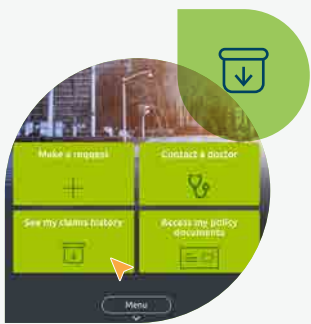 Make a request
Contact a doctor
See my claims history
Access my policy
documents
Menu